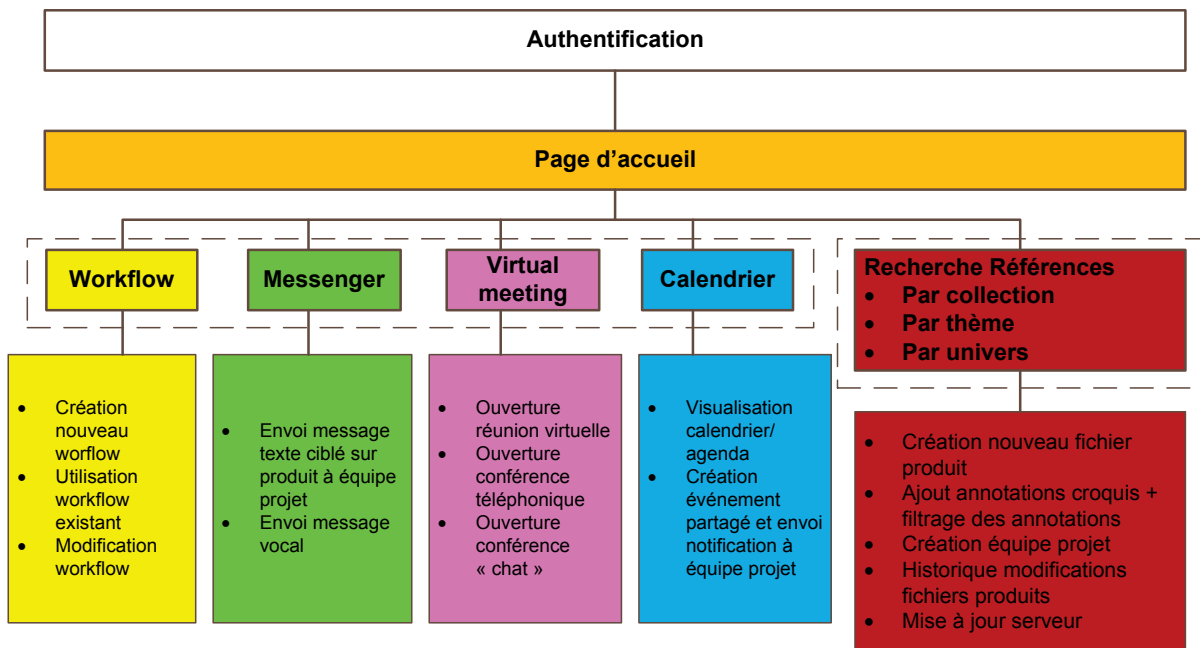 Authentification
Page d’accueil
Workflow
Messenger
Virtual
meeting
Calendrier
Recherche Références
• Par collection
• Par thème
• Par univers
• Création
nouveau
worflow
• Utilisation
workflow
existant
• Modification
workflow
• Envoi message
texte ciblé sur
produit à équipe
projet
• Envoi message
vocal
• Ouverture
réunion virtuelle
• Ouverture
conférence
téléphonique
• Ouverture
conférence
« chat »
• Visualisation
calendrier/
agenda
• Création
événement
partagé et envoi
notification à
équipe projet
• Création nouveau fichier
produit
• Ajout annotations croquis +
filtrage des annotations
• Création équipe projet
• Historique modifications
fichiers produits
• Mise à jour serveur